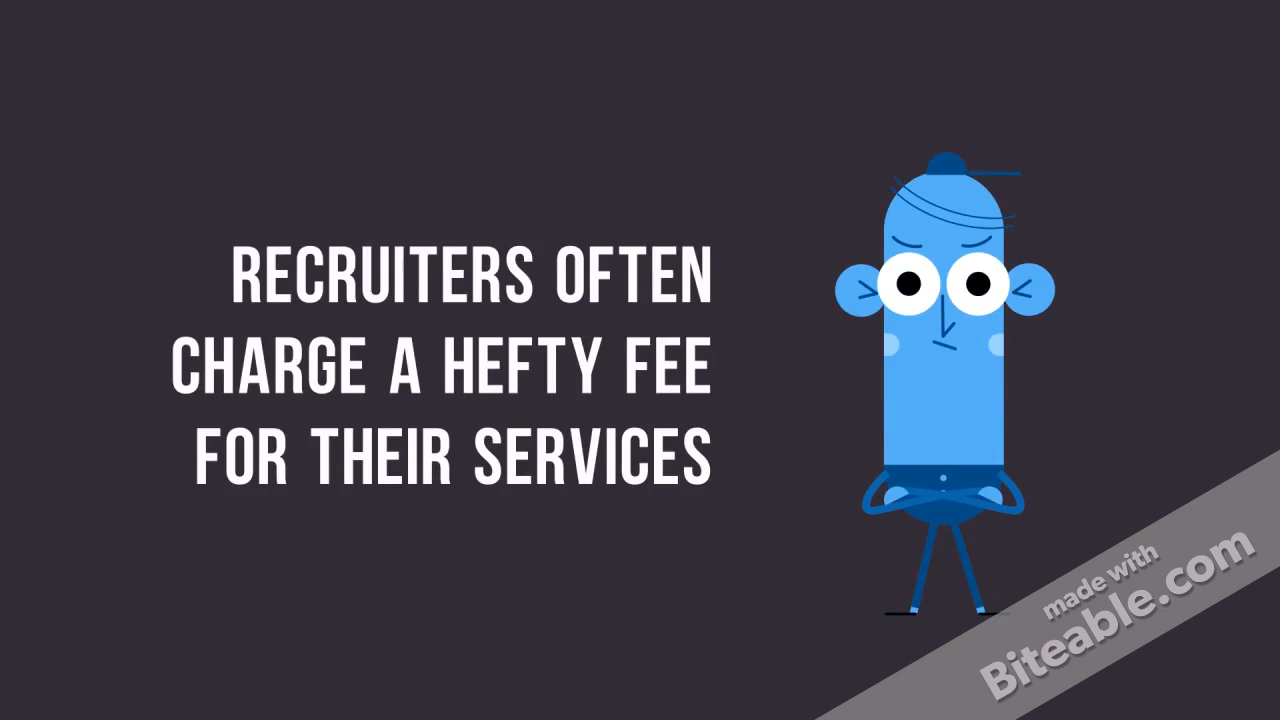 RECRUITERS OFTEN
CHARGE A HEFTY FEE
FOR THEIR SERVICES
made with
Biteable.com